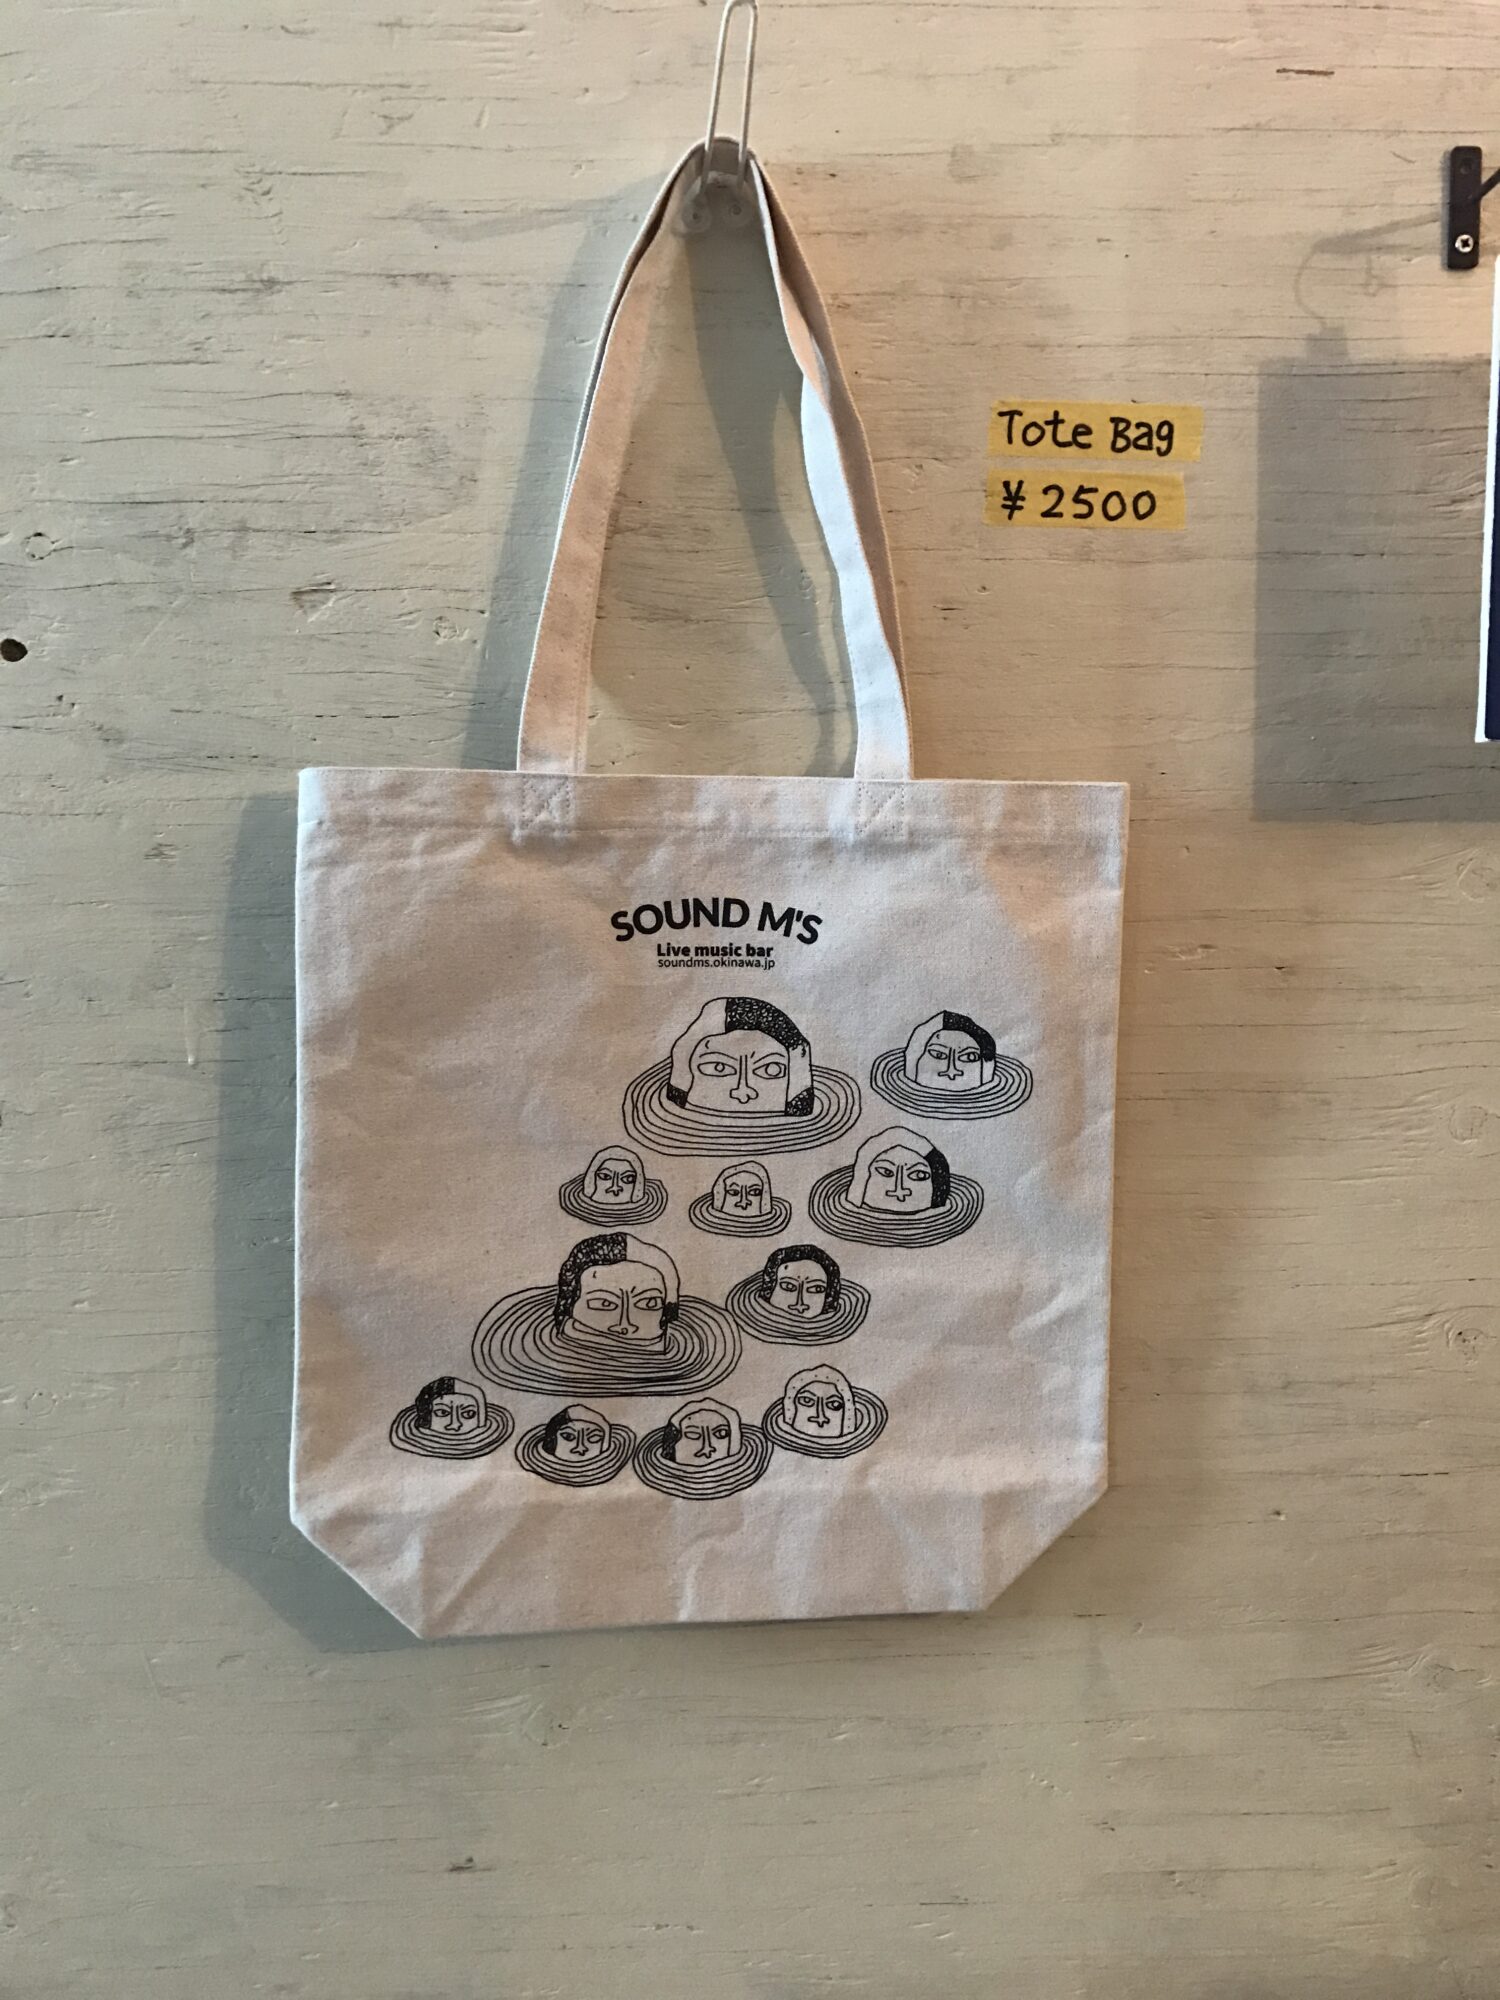 Tote Bag
¥ 2500
SOUND M'S
Live music bar
soundms.okinawa.jp